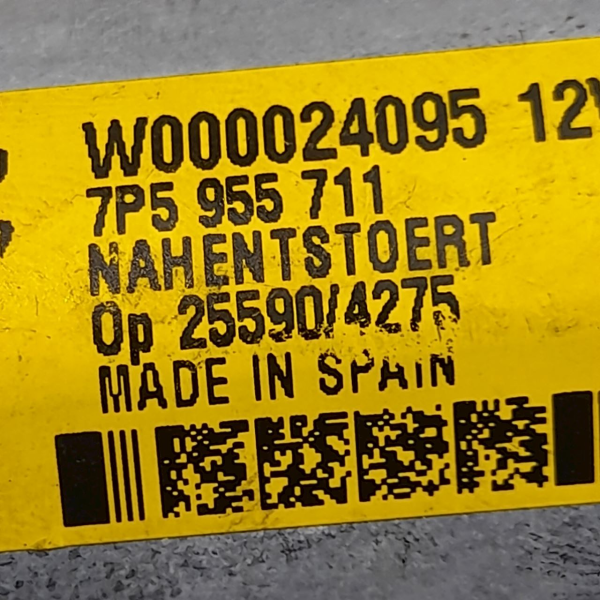 W000024095 12V
7P5 955 711
NAHENTSTOERT
Op 25590/4275
MADE IN SPAIN